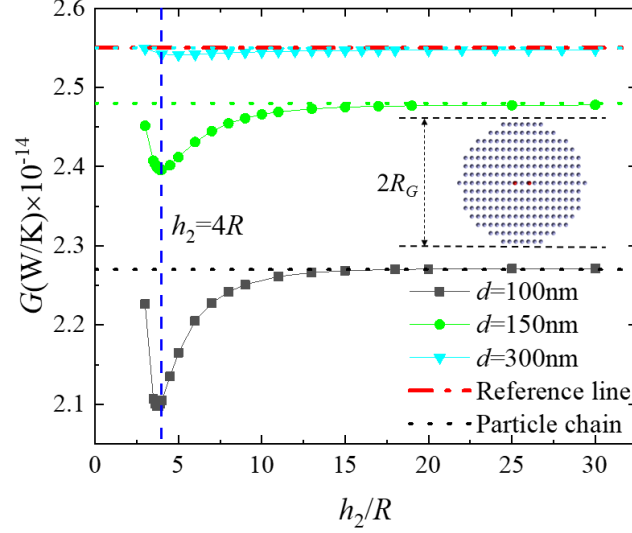 2.6
2.5
2.4
2.3
2.2
2.1
G(W/K)×10⁻¹⁴
2R_G
h₂=4R
d=100nm
d=150nm
d=300nm
Reference line
Particle chain
0 5 10 15 20 25 30
h₂/R